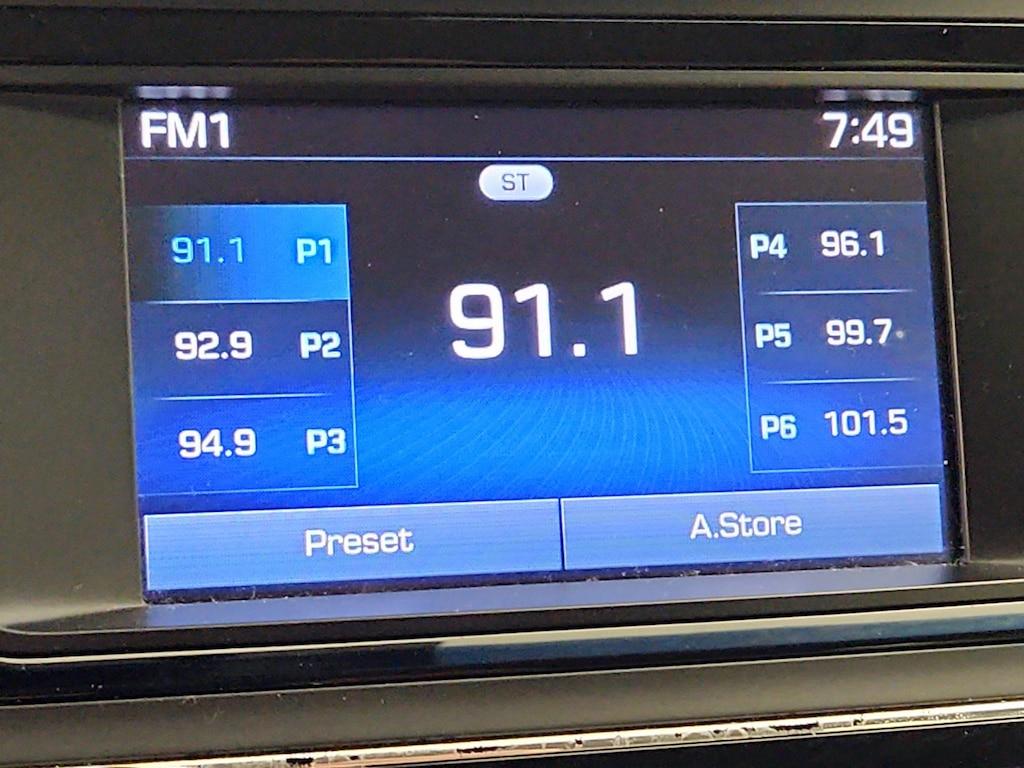 FM1 7:49
ST
91.1 P1
92.9 P2
94.9 P3
91.1
P4 96.1
P5 99.7
P6 101.5
Preset A.Store